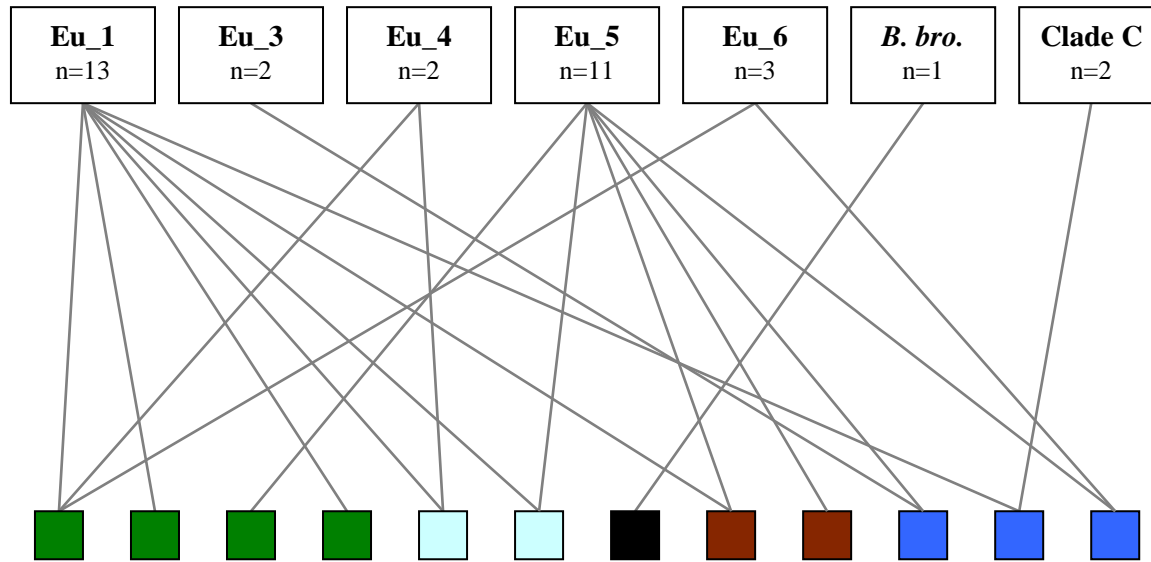 Eu_1
n=13
Eu_3
n=2
Eu_4
n=2
Eu_5
n=11
Eu_6
n=3
B. bro.
n=1
Clade C
n=2